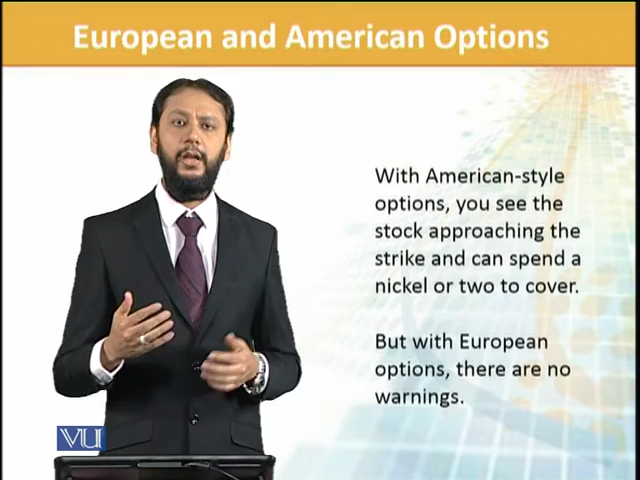 European and American Options
With American-style
options, you see the
stock approaching the
strike and can spend a
nickel or two to cover.
But with European
options, there are no
warnings.
VU